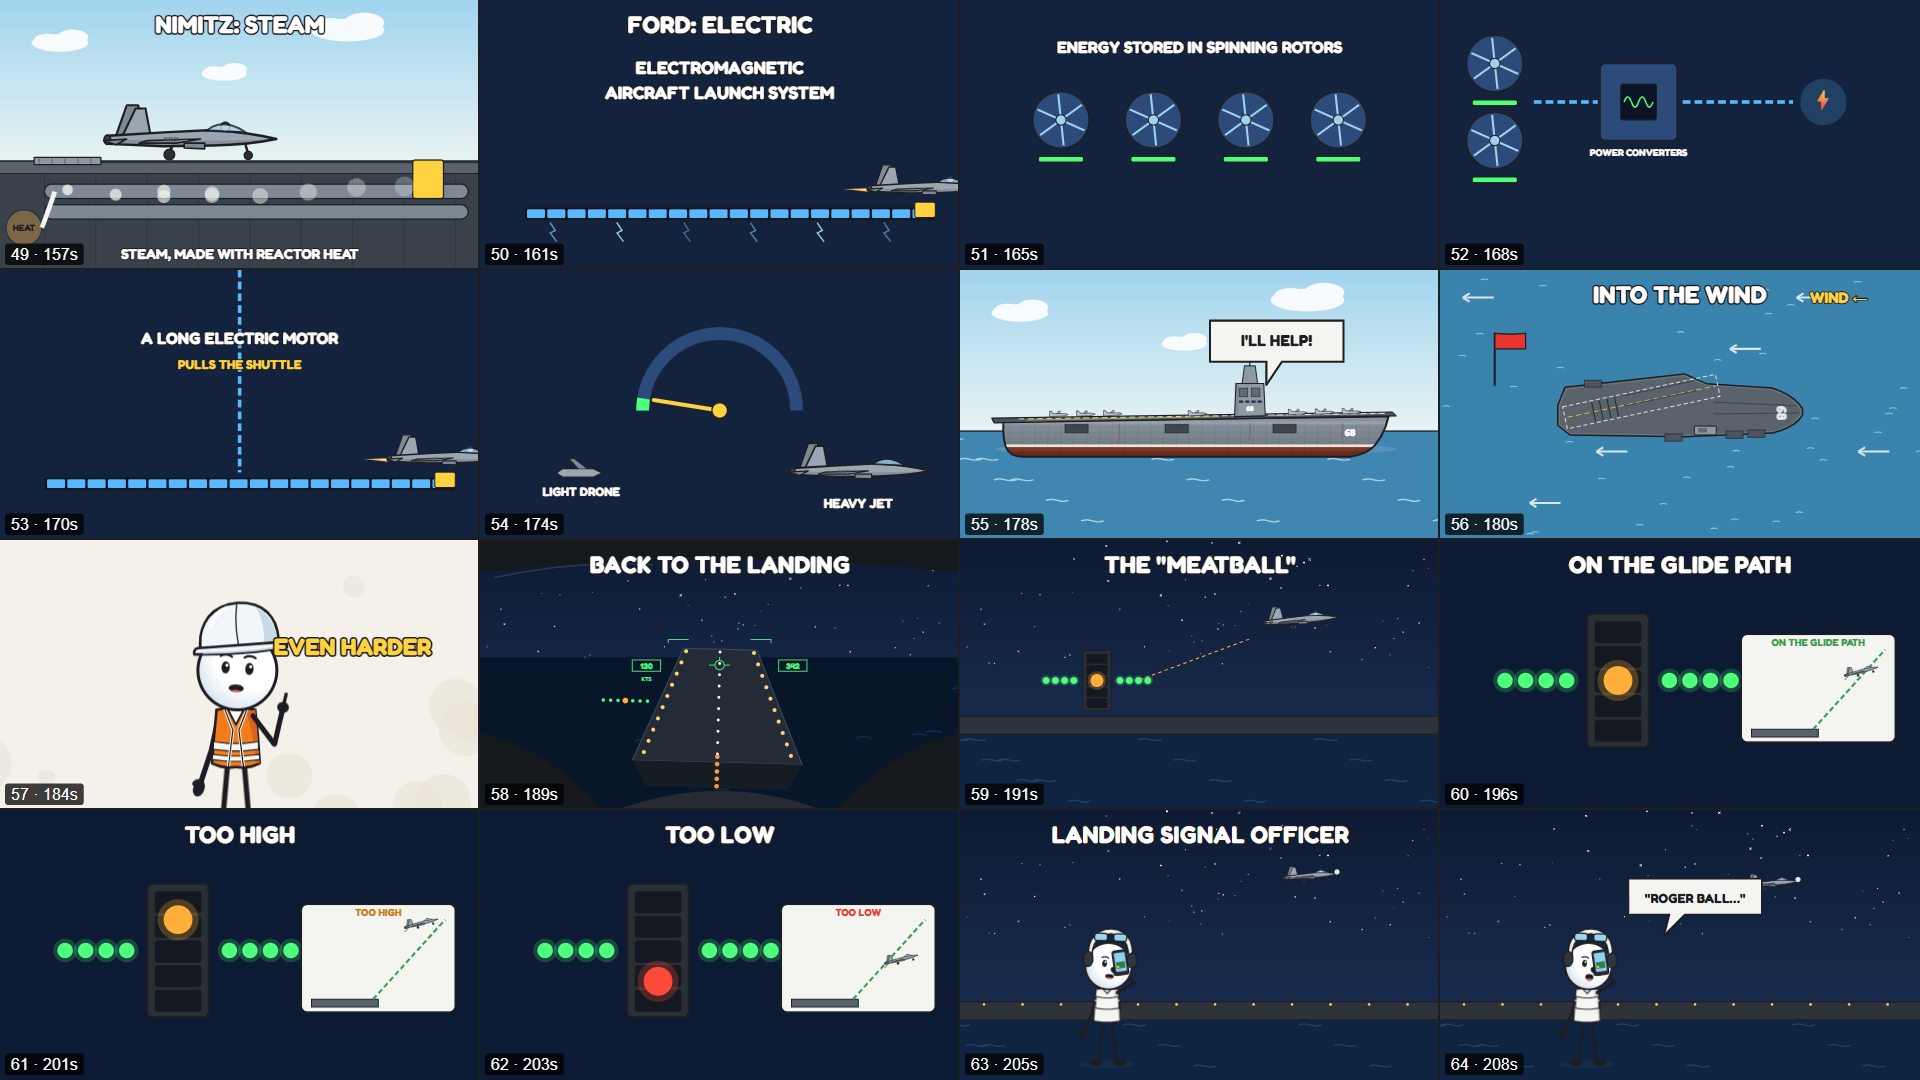 NIMITZ: STEAM
HEAT
STEAM, MADE WITH REACTOR HEAT
49 · 157s
FORD: ELECTRIC
ELECTROMAGNETIC
AIRCRAFT LAUNCH SYSTEM
50 · 161s
ENERGY STORED IN SPINNING ROTORS
51 · 165s
POWER CONVERTERS
52 · 168s
A LONG ELECTRIC MOTOR
PULLS THE SHUTTLE
53 · 170s
LIGHT DRONE
HEAVY JET
54 · 174s
I'LL HELP!
68
68
55 · 178s
INTO THE WIND
WIND ←
69
56 · 180s
EVEN HARDER
57 · 184s
BACK TO THE LANDING
130
KTS
342
58 · 189s
THE "MEATBALL"
59 · 191s
ON THE GLIDE PATH
ON THE GLIDE PATH
60 · 196s
TOO HIGH
TOO HIGH
61 · 201s
TOO LOW
TOO LOW
62 · 203s
LANDING SIGNAL OFFICER
63 · 205s
"ROGER BALL..."
64 · 208s